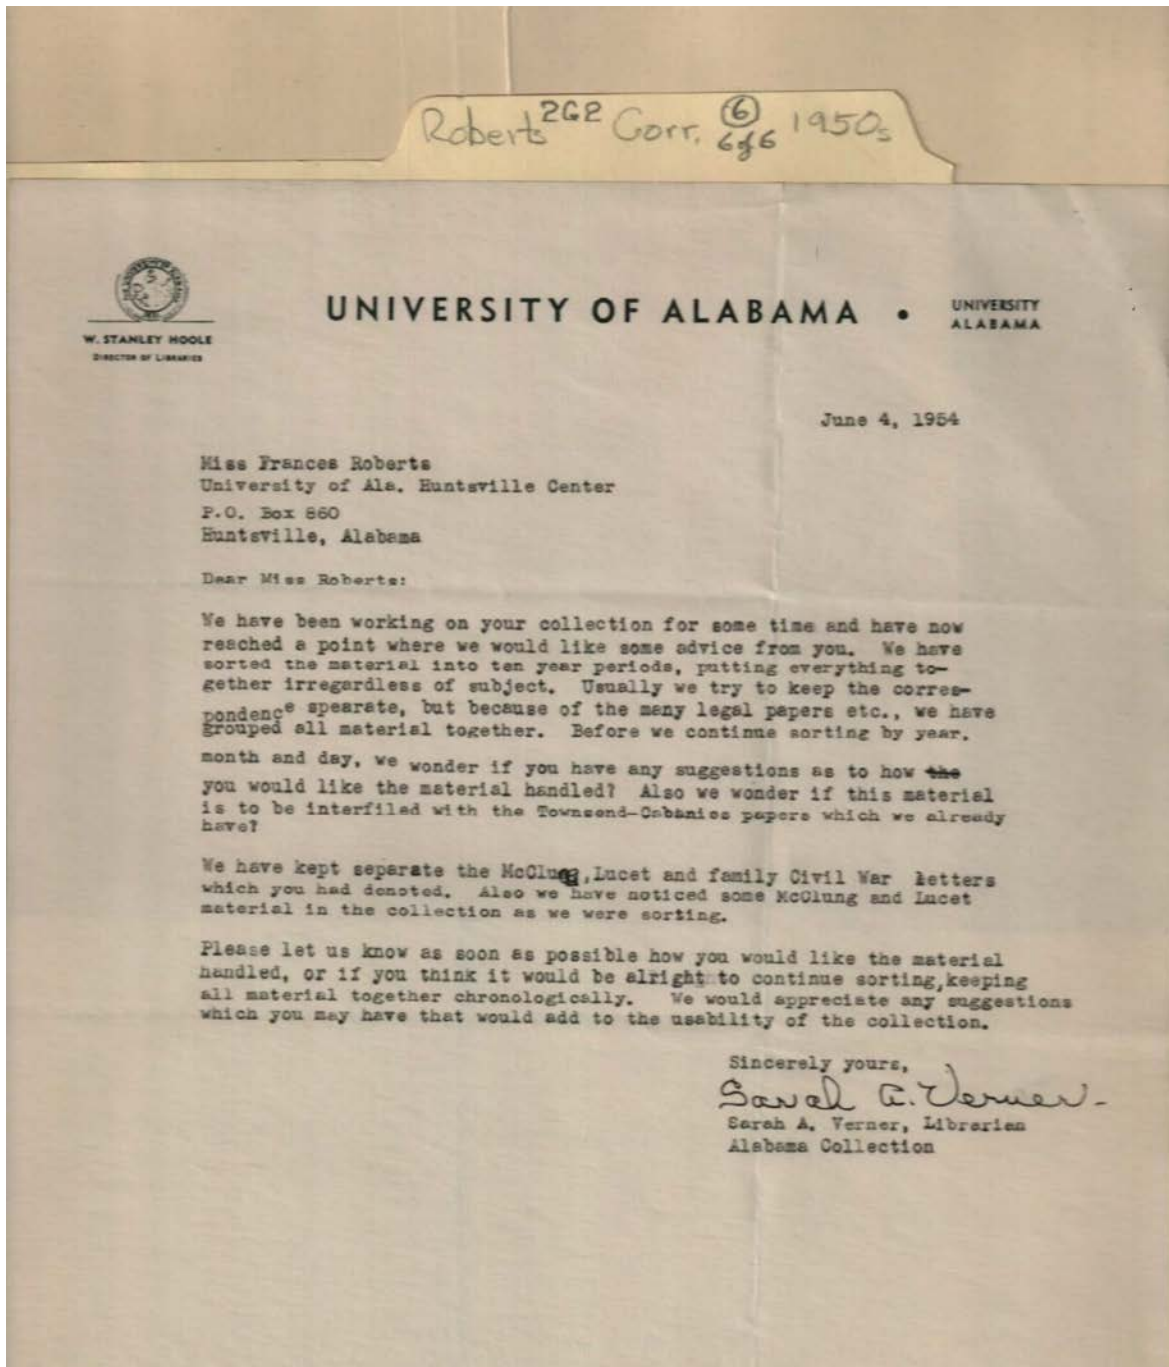 Roberts 2G2 Corr. 6 6 of 6 1950s
UNIVERSITY OF ALABAMA • UNIVERSITY
ALABAMA
W. STANLEY HOOLE
DIRECTOR OF LIBRARIES
June 4, 1954
Miss Frances Roberts
University of Ala. Huntsville Center
P.O. Box 860
Huntsville, Alabama
Dear Miss Roberts:
We have been working on your collection for some time and have now
reached a point where we would like some advice from you. We have
sorted the material into ten year periods, putting everything to-
gether irregardless of subject. Usually we try to keep the corres-
pondence spearate, but because of the many legal papers etc., we have
grouped all material together. Before we continue sorting by year.
month and day, we wonder if you have any suggestions as to how the
you would like the material handled? Also we wonder if this material
is to be interfiled with the Townsend-Cabaniss papers which we already
have?
We have kept separate the McClung, Lucet and family Civil War letters
which you had donated. Also we have noticed some McClung and Lucet
material in the collection as we were sorting.
Please let us know as soon as possible how you would like the material
handled, or if you think it would be alright to continue sorting,keeping
all material together chronologically. We would appreciate any suggestions
which you may have that would add to the usability of the collection.
Sincerely yours,
Sarah A. Verner
Sarah A. Verner, Librarian
Alabama Collection